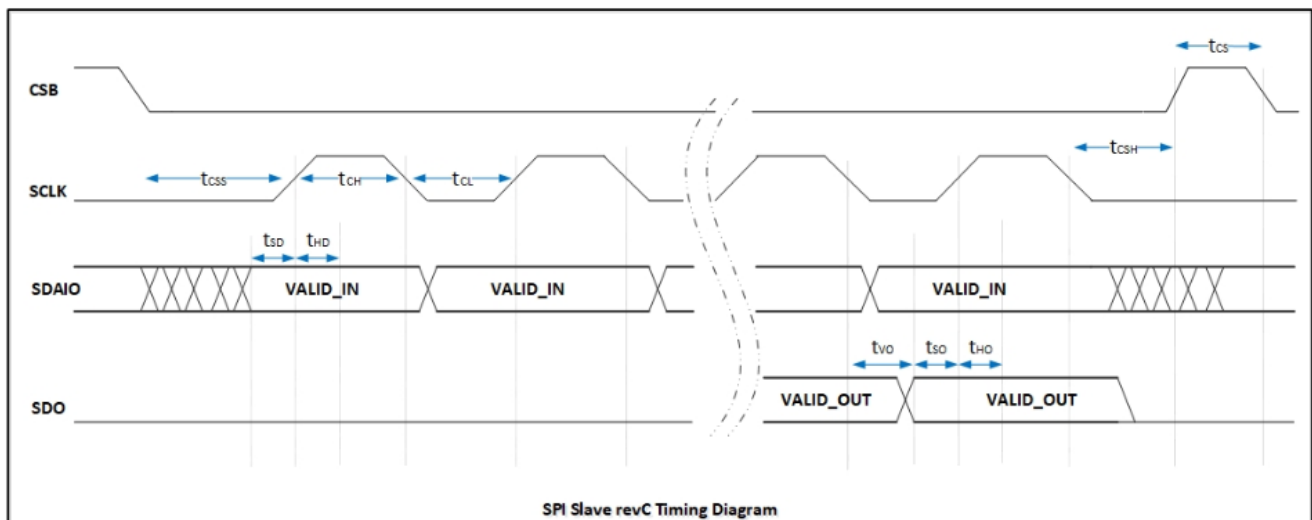 tCS
CSB
tCSS
tCH
tCL
tCSH
SCLK
tSD
tHD
SDAIO
VALID_IN
VALID_IN
VALID_IN
tVO
tSO
tHO
SDO
VALID_OUT
VALID_OUT
SPI Slave revC Timing Diagram